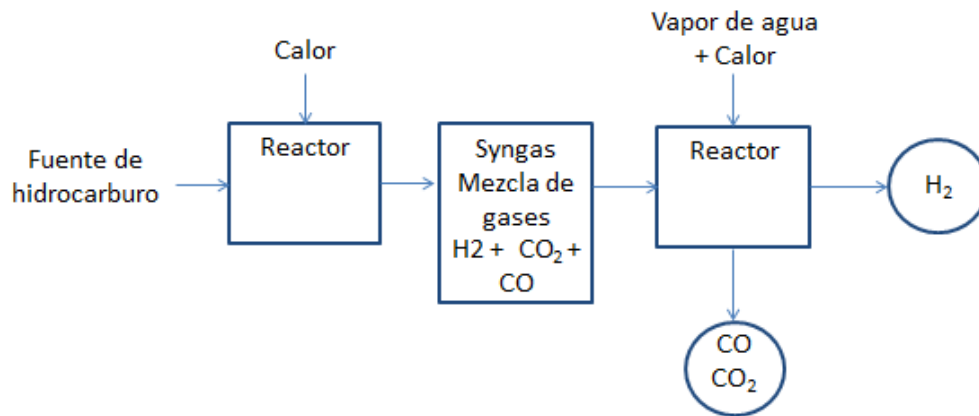 Fuente de
hidrocarburo
Calor
Reactor
Syngas
Mezcla de
gases
H2 + CO₂ +
CO
Vapor de agua
+ Calor
Reactor
H₂
CO
CO₂